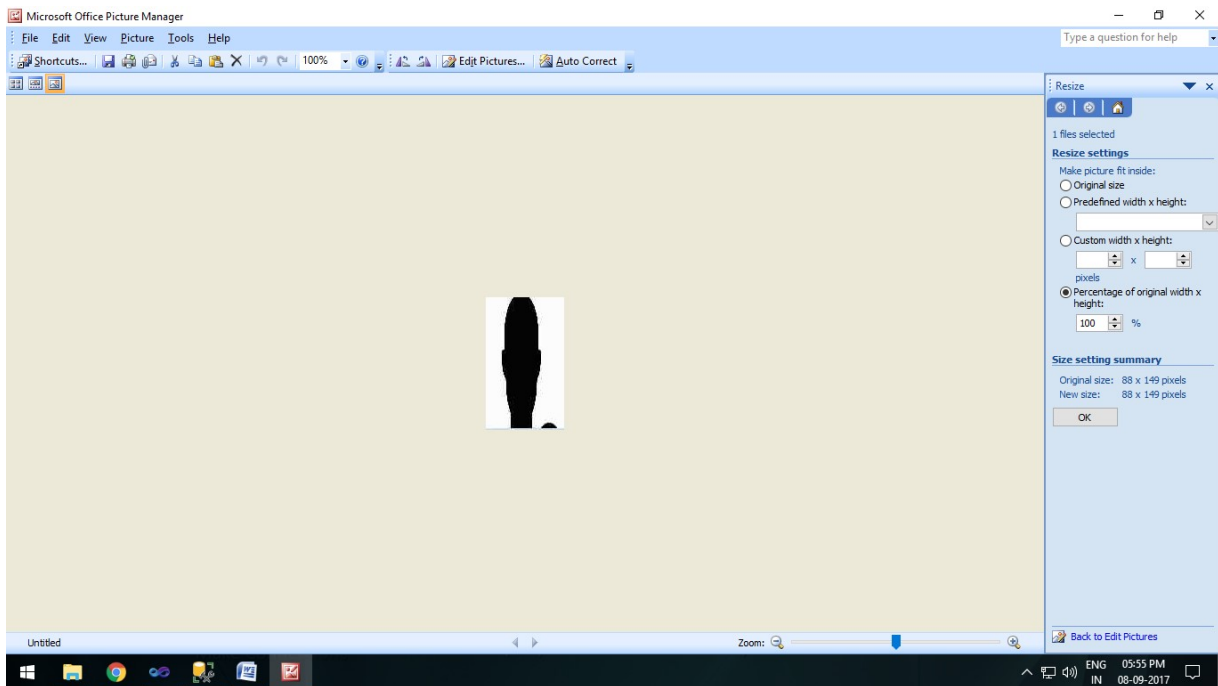 Microsoft Office Picture Manager
File Edit View Picture Tools Help
Type a question for help
Shortcuts... 100% Edit Pictures... Auto Correct
Resize
1 files selected
Resize settings
Make picture fit inside:
Original size
Predefined width x height:
Custom width x height:
x
pixels
Percentage of original width x
height:
100 %
Size setting summary
Original size: 88 x 149 pixels
New size: 88 x 149 pixels
OK
Back to Edit Pictures
Untitled
Zoom:
ENG 05:55 PM
IN 08-09-2017